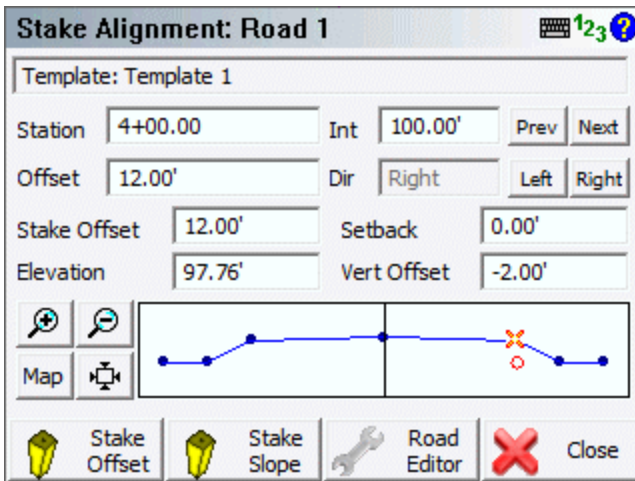 Stake Alignment: Road 1 123 ?
Template: Template 1
Station 4+00.00 Int 100.00' Prev Next
Offset 12.00' Dir Right Left Right
Stake Offset 12.00' Setback 0.00'
Elevation 97.76' Vert Offset -2.00'
Map
Stake Offset Stake Slope Road Editor Close